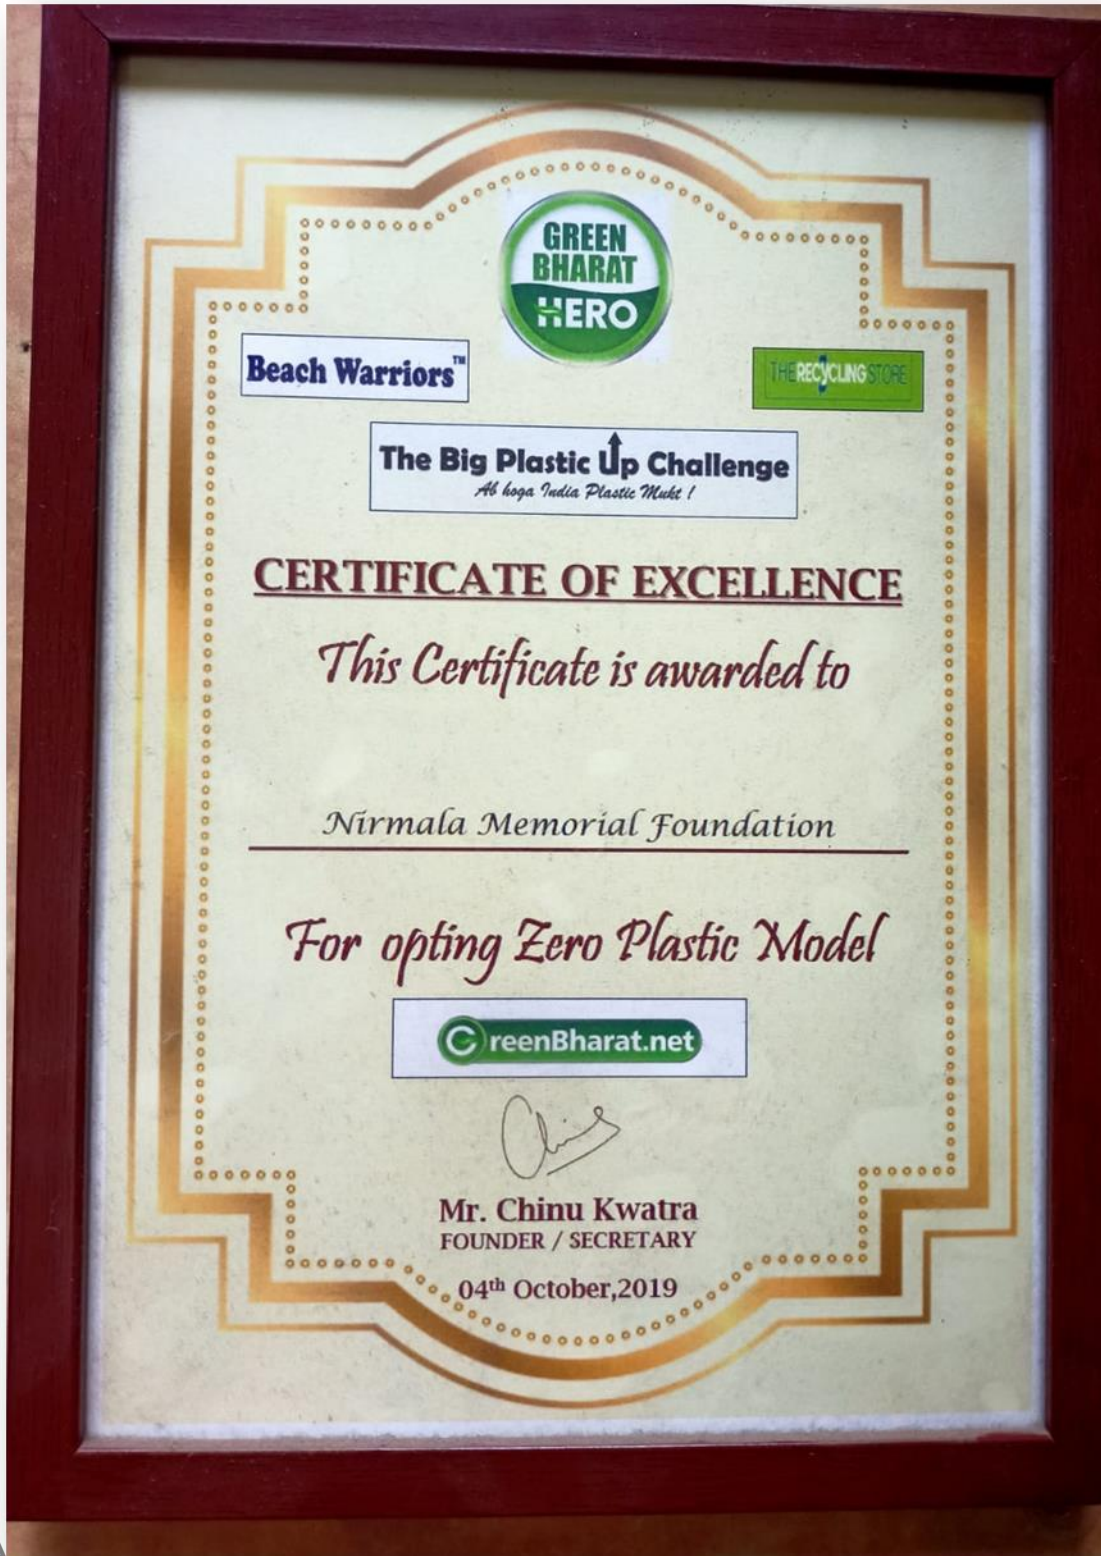 GREEN
BHARAT
HERO
Beach Warriors™
THE RECYCLING STORE
The Big Plastic Up Challenge
Ab hoga India Plastic Mukt !
CERTIFICATE OF EXCELLENCE
This Certificate is awarded to
Nirmala Memorial Foundation
For opting Zero Plastic Model
GreenBharat.net
Mr. Chinu Kwatra
FOUNDER / SECRETARY
04th October,2019